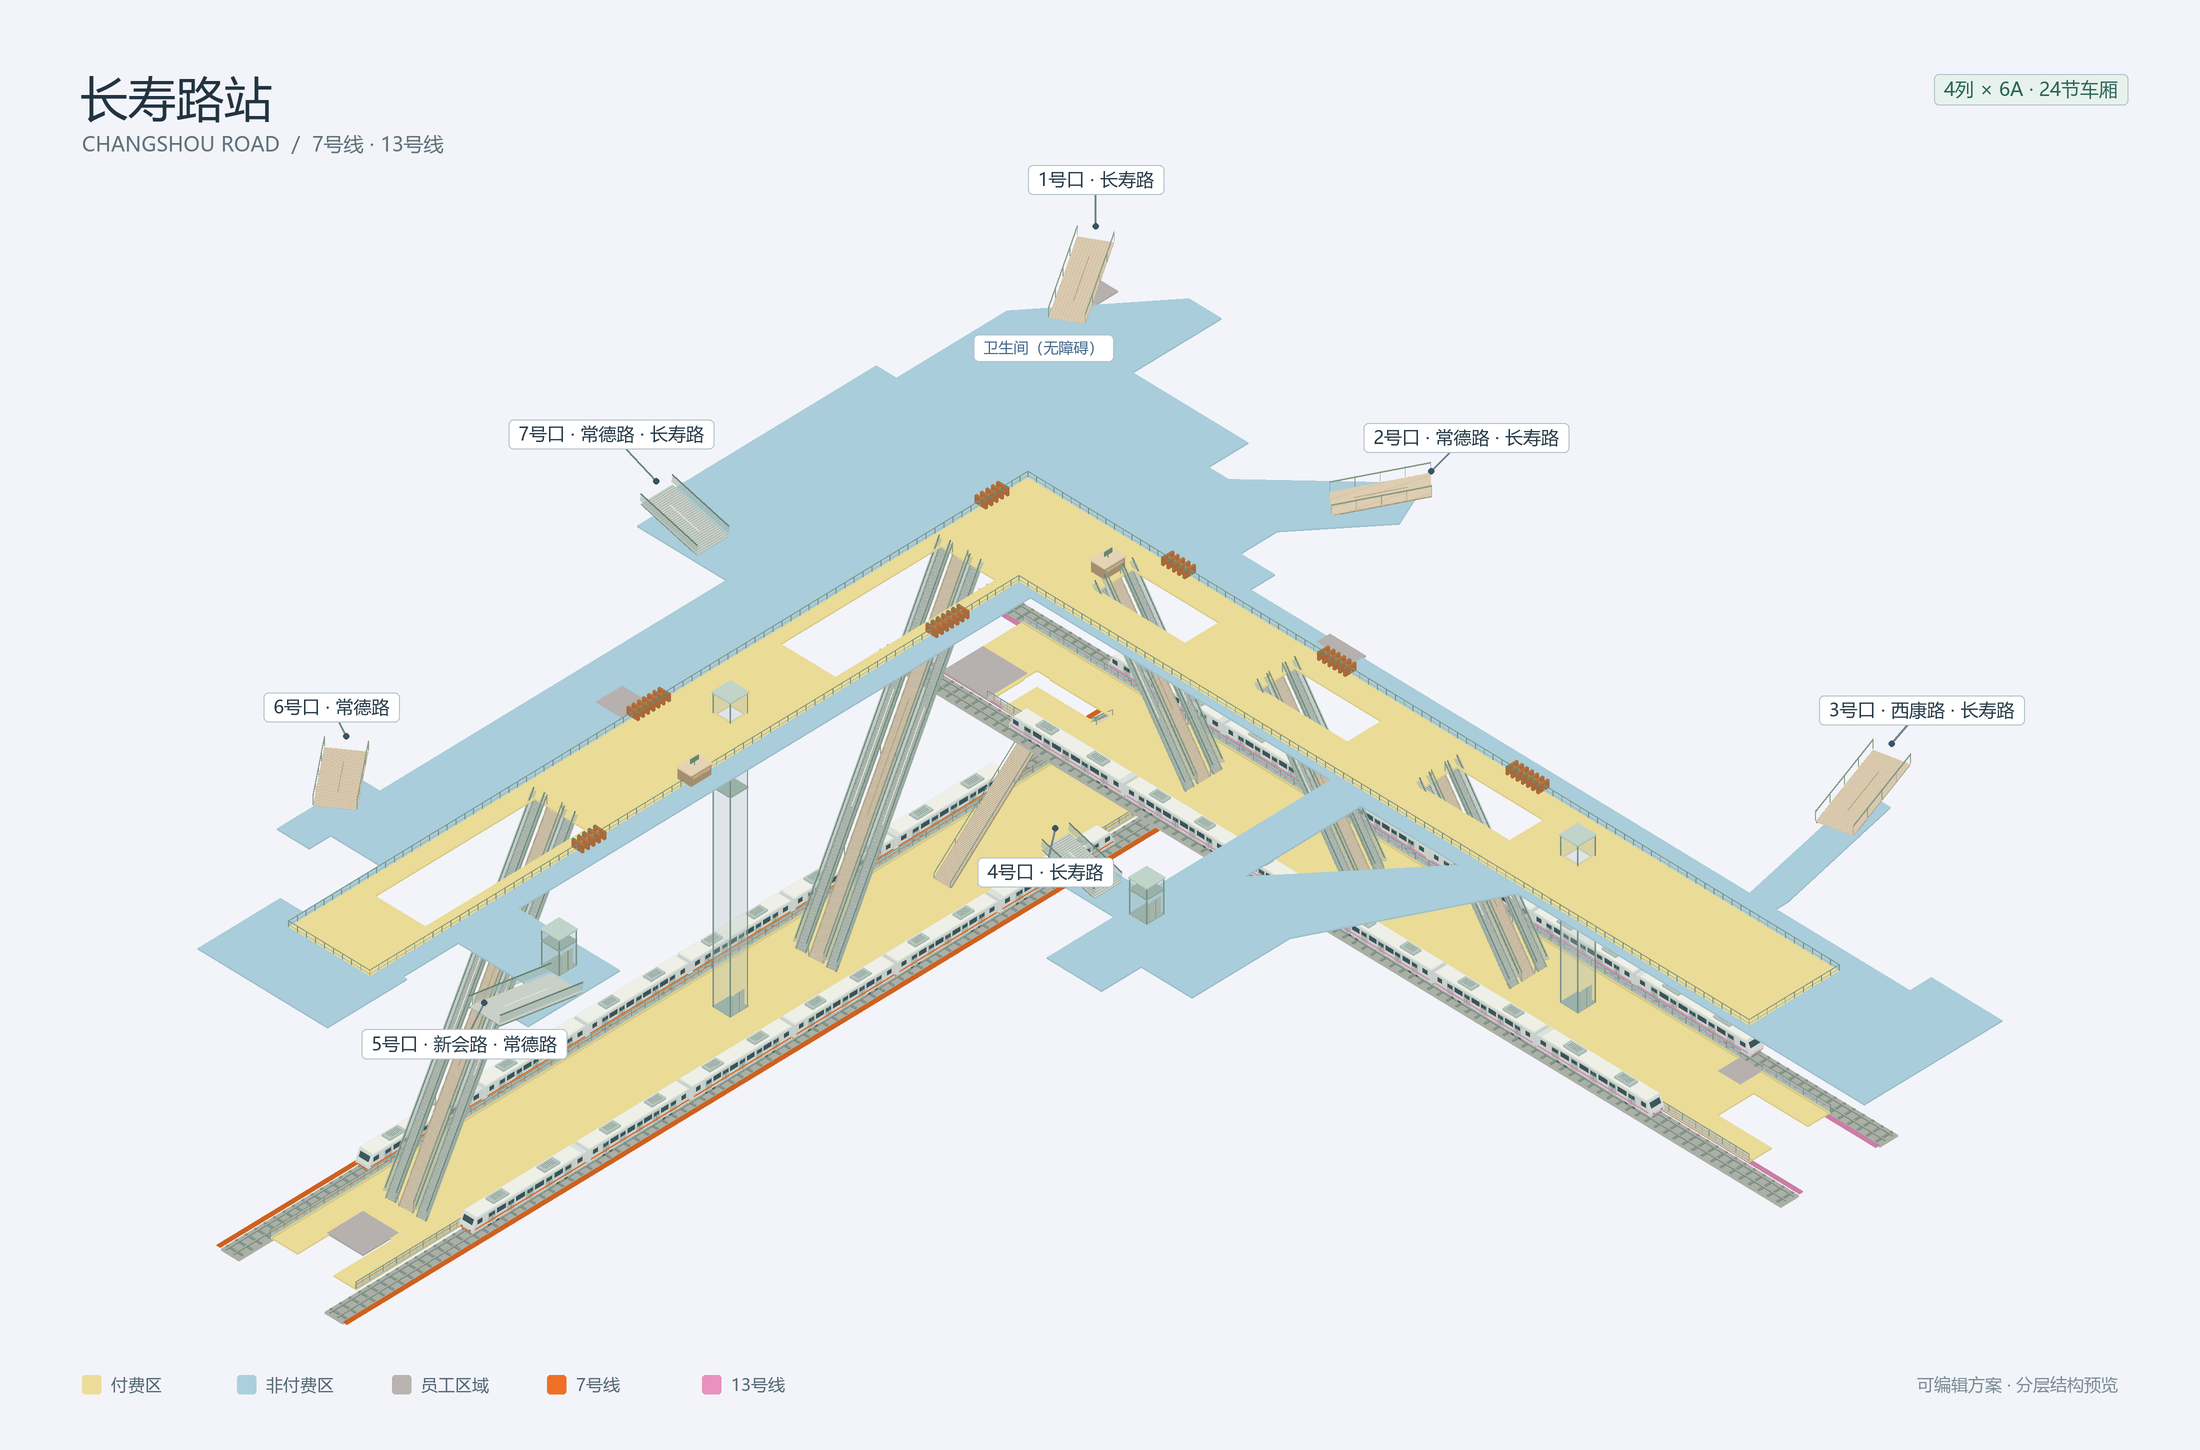 长寿路站
CHANGSHOU ROAD / 7号线 · 13号线
4列 × 6A · 24节车厢
1号口 · 长寿路
卫生间（无障碍）
7号口 · 常德路 · 长寿路
2号口 · 常德路 · 长寿路
6号口 · 常德路
3号口 · 西康路 · 长寿路
4号口 · 长寿路
5号口 · 新会路 · 常德路
付费区
非付费区
员工区域
7号线
13号线
可编辑方案 · 分层结构预览